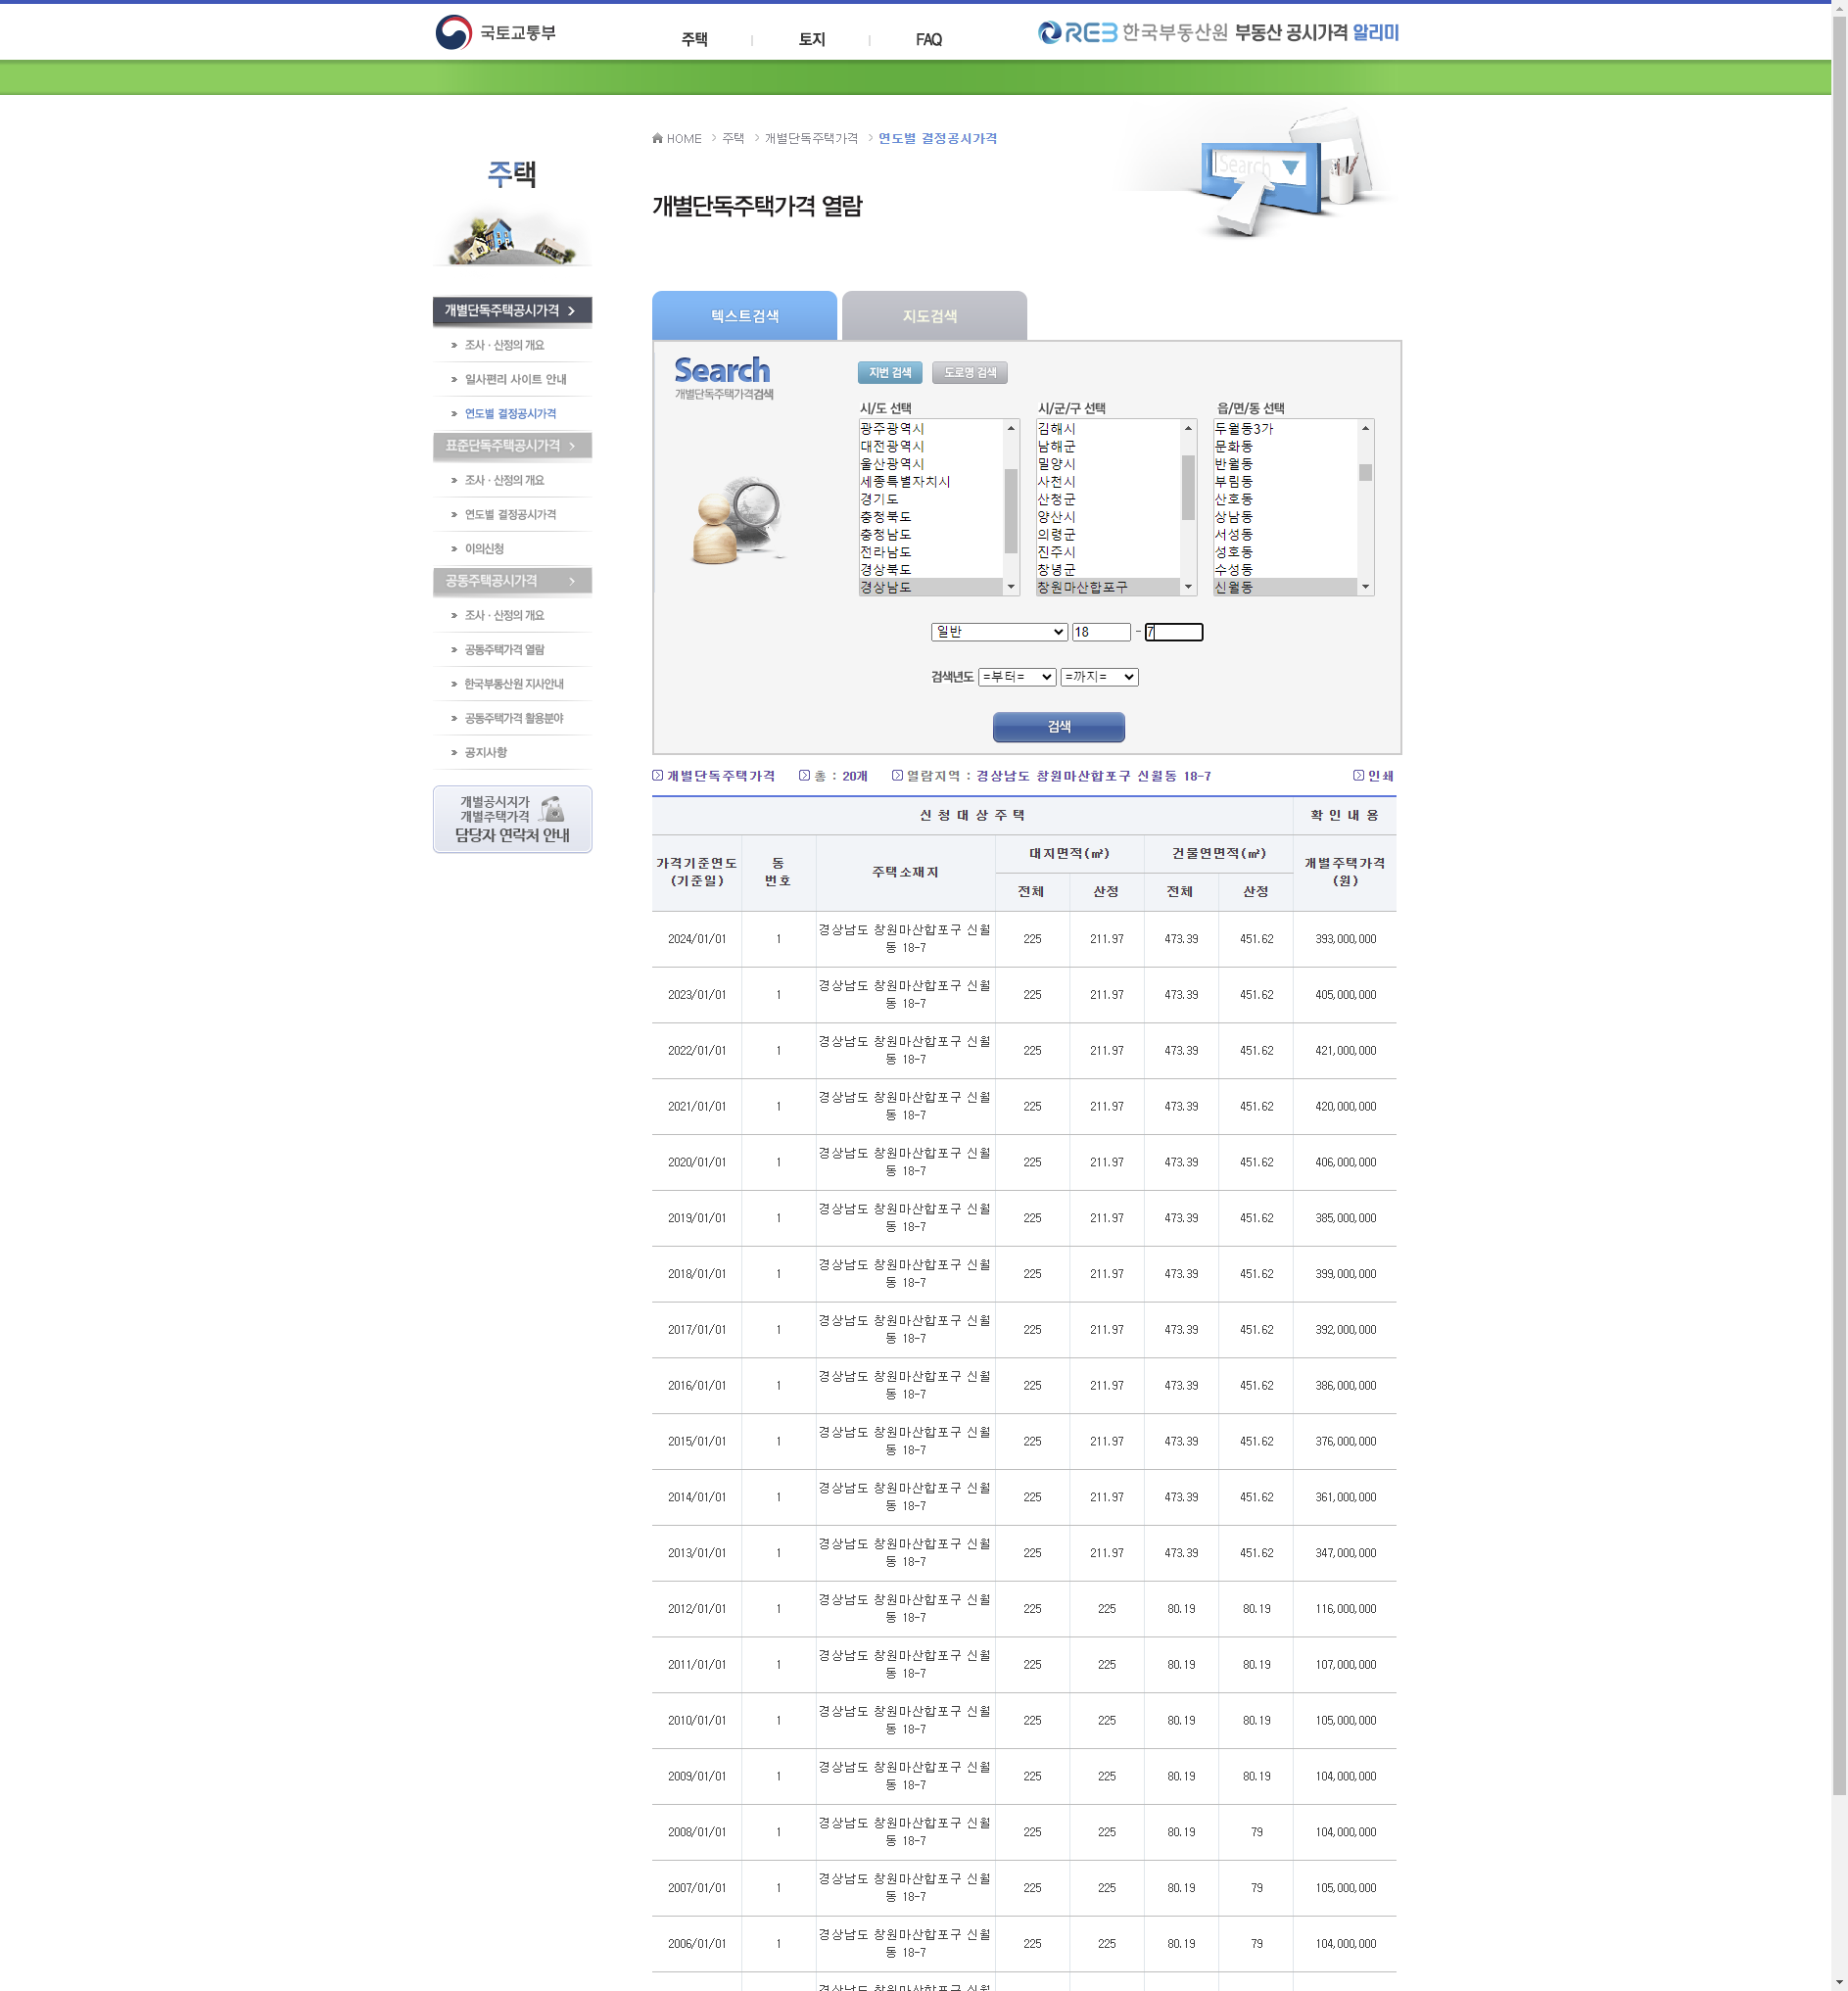 국토교통부
주택
토지
FAQ
REB 한국부동산원 부동산 공시가격 알리미
HOME > 주택 > 개별단독주택가격 > 연도별 결정공시가격
주택
Search
개별단독주택가격 열람
개별단독주택공시가격
조사 · 산정의 개요
일사편리 사이트 안내
연도별 결정공시가격
표준단독주택공시가격
조사 · 산정의 개요
연도별 결정공시가격
이의신청
공동주택공시가격
조사 · 산정의 개요
공동주택가격 열람
한국부동산원 지사안내
공동주택가격 활용분야
공지사항
개별공시지가
개별주택가격
담당자 연락처 안내
텍스트검색
지도검색
Search
개별단독주택가격검색
지번 검색
도로명 검색
시/도 선택
광주광역시
대전광역시
울산광역시
세종특별자치시
경기도
충청북도
충청남도
전라남도
경상북도
경상남도
시/군/구 선택
김해시
남해군
밀양시
사천시
산청군
양산시
의령군
진주시
창녕군
창원마산합포구
읍/면/동 선택
두월동3가
문화동
반월동
부림동
산호동
상남동
서성동
성호동
수성동
신월동
일반 18 - 7
검색년도 =부터= =까지=
검색
개별단독주택가격 총 : 20개 열람지역 : 경상남도 창원마산합포구 신월동 18-7 인쇄
신 청 대 상 주 택 확 인 내 용
가격기준연도
(기준일)
동
번호
주택소재지
대지면적(㎡)
건물연면적(㎡)
전체 산정 전체 산정
개별주택가격
(원)
2024/01/01 1 경상남도 창원마산합포구 신월
동 18-7 225 211.97 473.39 451.62 393,000,000
2023/01/01 1 경상남도 창원마산합포구 신월
동 18-7 225 211.97 473.39 451.62 405,000,000
2022/01/01 1 경상남도 창원마산합포구 신월
동 18-7 225 211.97 473.39 451.62 421,000,000
2021/01/01 1 경상남도 창원마산합포구 신월
동 18-7 225 211.97 473.39 451.62 420,000,000
2020/01/01 1 경상남도 창원마산합포구 신월
동 18-7 225 211.97 473.39 451.62 406,000,000
2019/01/01 1 경상남도 창원마산합포구 신월
동 18-7 225 211.97 473.39 451.62 385,000,000
2018/01/01 1 경상남도 창원마산합포구 신월
동 18-7 225 211.97 473.39 451.62 399,000,000
2017/01/01 1 경상남도 창원마산합포구 신월
동 18-7 225 211.97 473.39 451.62 392,000,000
2016/01/01 1 경상남도 창원마산합포구 신월
동 18-7 225 211.97 473.39 451.62 386,000,000
2015/01/01 1 경상남도 창원마산합포구 신월
동 18-7 225 211.97 473.39 451.62 376,000,000
2014/01/01 1 경상남도 창원마산합포구 신월
동 18-7 225 211.97 473.39 451.62 361,000,000
2013/01/01 1 경상남도 창원마산합포구 신월
동 18-7 225 211.97 473.39 451.62 347,000,000
2012/01/01 1 경상남도 창원마산합포구 신월
동 18-7 225 225 80.19 80.19 116,000,000
2011/01/01 1 경상남도 창원마산합포구 신월
동 18-7 225 225 80.19 80.19 107,000,000
2010/01/01 1 경상남도 창원마산합포구 신월
동 18-7 225 225 80.19 80.19 105,000,000
2009/01/01 1 경상남도 창원마산합포구 신월
동 18-7 225 225 80.19 80.19 104,000,000
2008/01/01 1 경상남도 창원마산합포구 신월
동 18-7 225 225 80.19 79 104,000,000
2007/01/01 1 경상남도 창원마산합포구 신월
동 18-7 225 225 80.19 79 105,000,000
2006/01/01 1 경상남도 창원마산합포구 신월
동 18-7 225 225 80.19 79 104,000,000
경상남도 창원마산합포구 신월